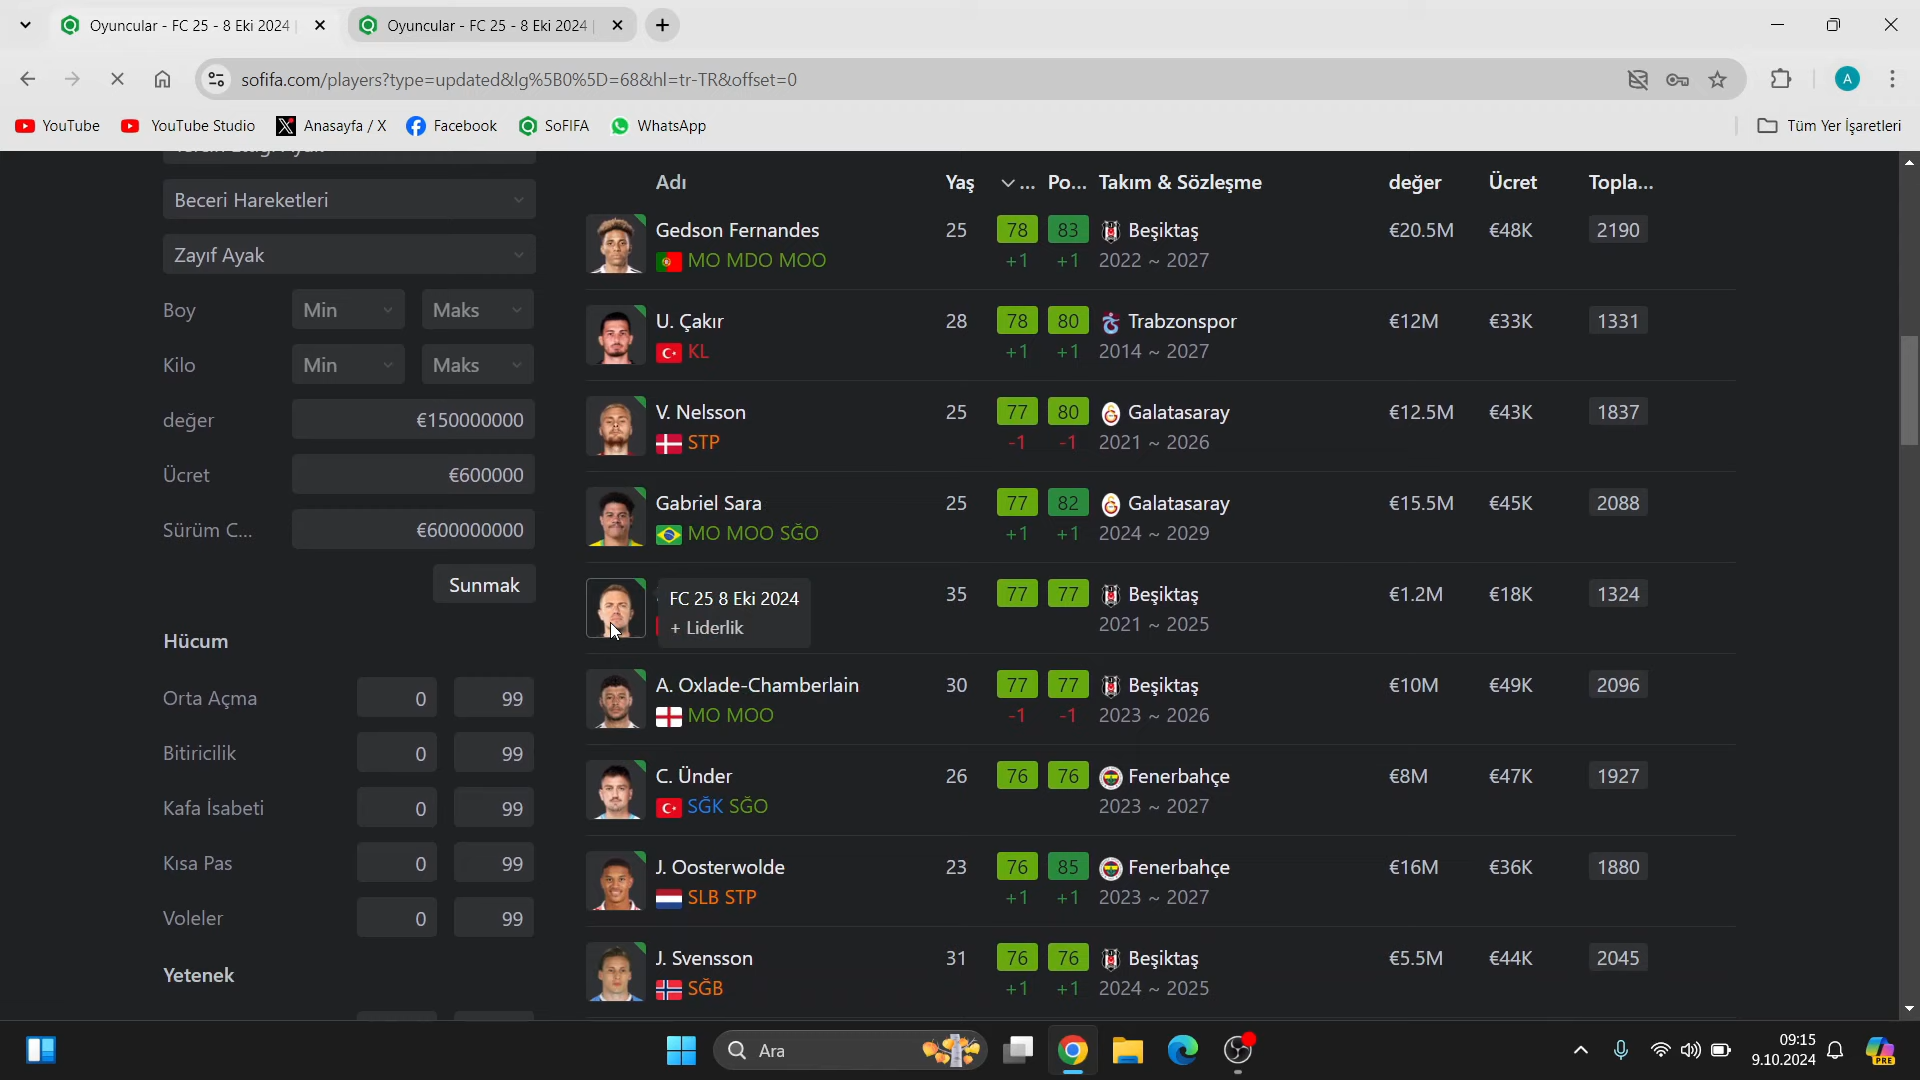 Oyuncular - FC 25 - 8 Eki 2024
Oyuncular - FC 25 - 8 Eki 2024
sofifa.com/players?type=updated&lg%5B0%5D=68&hl=tr-TR&offset=0
A
YouTube
YouTube Studio
Anasayfa / X
Facebook
SoFIFA
WhatsApp
Tüm Yer İşaretleri
Beceri Hareketleri
Zayıf Ayak
Boy Min Maks
Kilo Min Maks
değer €150000000
Ücret €600000
Sürüm C... €600000000
Sunmak
Hücum
Orta Açma 0 99
Bitiricilik 0 99
Kafa İsabeti 0 99
Kısa Pas 0 99
Voleler 0 99
Yetenek
Adı Yaş ... Po... Takım & Sözleşme değer Ücret Topla...
Gedson Fernandes 25 78 83 Beşiktaş €20.5M €48K 2190
MO MDO MOO +1 +1 2022 ~ 2027
U. Çakır 28 78 80 Trabzonspor €12M €33K 1331
KL +1 +1 2014 ~ 2027
V. Nelsson 25 77 80 Galatasaray €12.5M €43K 1837
STP -1 -1 2021 ~ 2026
Gabriel Sara 25 77 82 Galatasaray €15.5M €45K 2088
MO MOO SĞO +1 +1 2024 ~ 2029
FC 25 8 Eki 2024 35 77 77 Beşiktaş €1.2M €18K 1324
+ Liderlik 2021 ~ 2025
A. Oxlade-Chamberlain 30 77 77 Beşiktaş €10M €49K 2096
MO MOO -1 -1 2023 ~ 2026
C. Ünder 26 76 76 Fenerbahçe €8M €47K 1927
SĞK SĞO 2023 ~ 2027
J. Oosterwolde 23 76 85 Fenerbahçe €16M €36K 1880
SLB STP +1 +1 2023 ~ 2027
J. Svensson 31 76 76 Beşiktaş €5.5M €44K 2045
SĞB +1 +1 2024 ~ 2025
Ara
09:15
9.10.2024
PRE